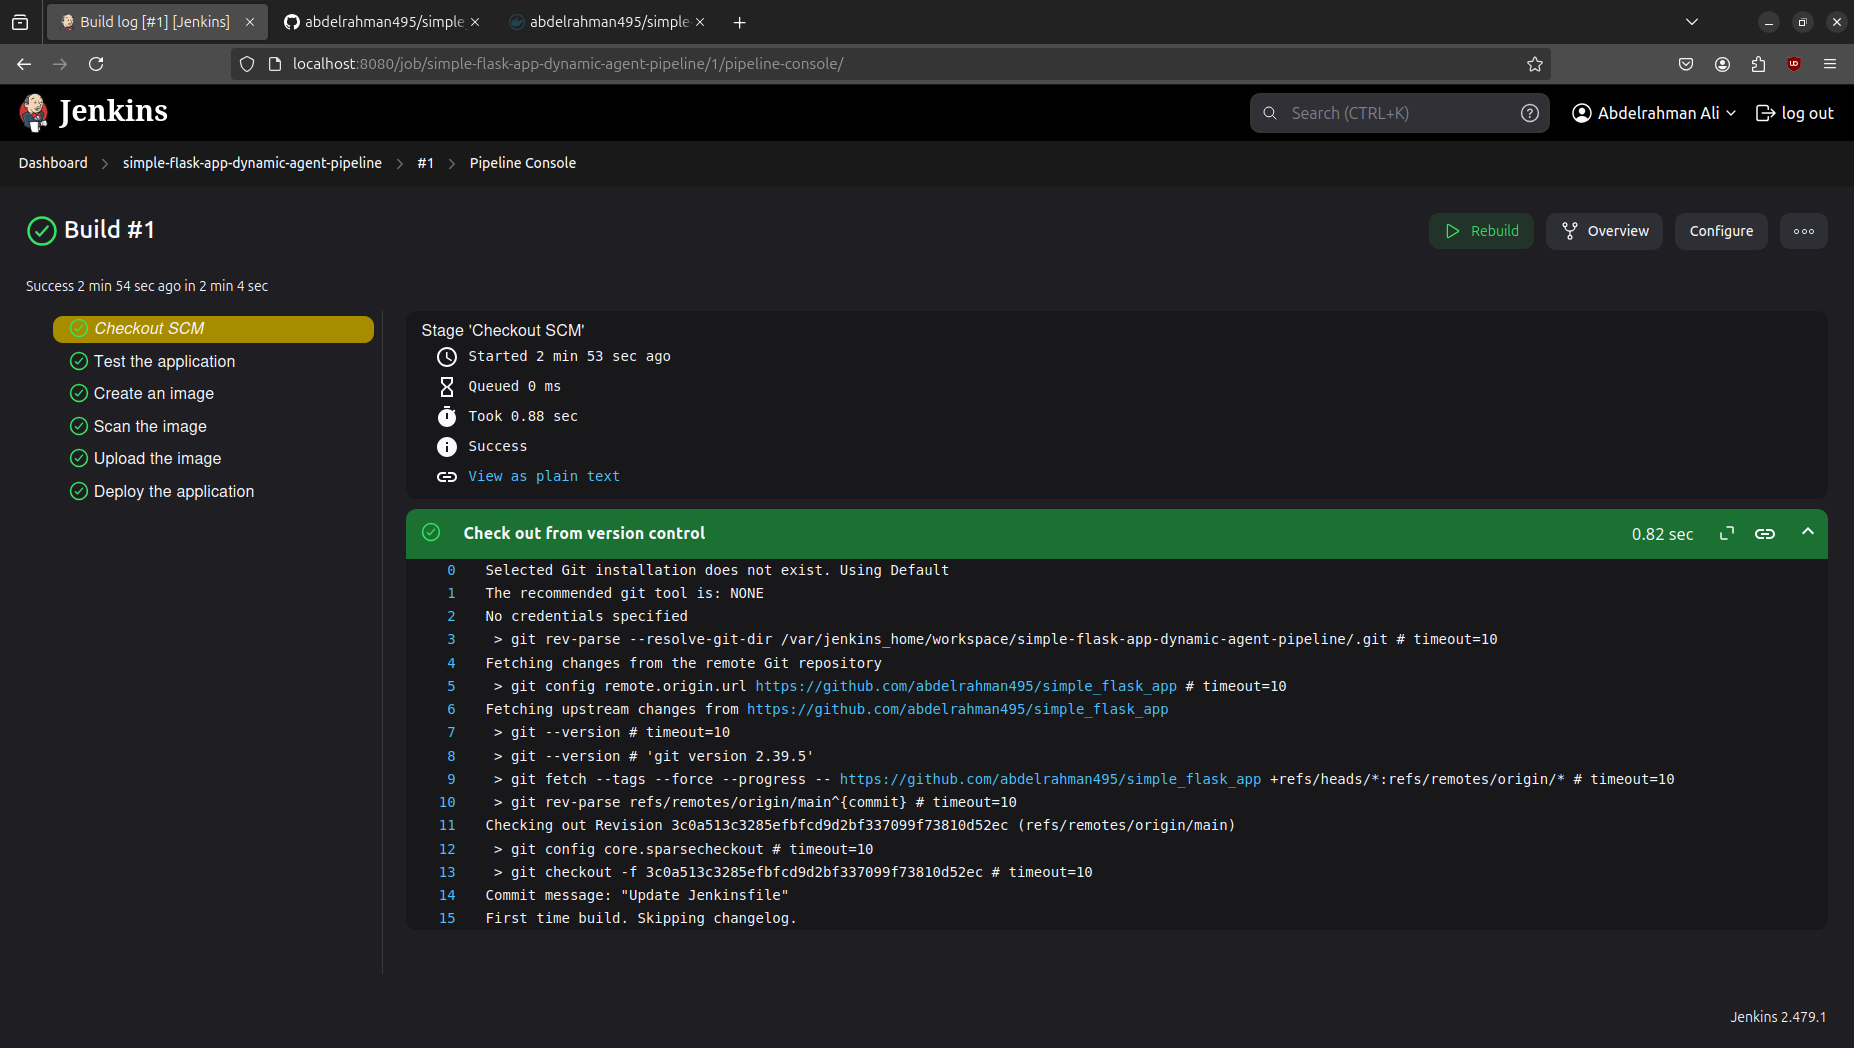 Build log [#1] [Jenkins]
abdelrahman495/simple_
abdelrahman495/simple
localhost:8080/job/simple-flask-app-dynamic-agent-pipeline/1/pipeline-console/
Jenkins
Search (CTRL+K)
Abdelrahman Ali
log out
Dashboard
simple-flask-app-dynamic-agent-pipeline
#1
Pipeline Console
Build #1
Rebuild
Overview
Configure
Success 2 min 54 sec ago in 2 min 4 sec
Checkout SCM
Test the application
Create an image
Scan the image
Upload the image
Deploy the application
Stage 'Checkout SCM'
Started 2 min 53 sec ago
Queued 0 ms
Took 0.88 sec
Success
View as plain text
Check out from version control
0.82 sec
0 Selected Git installation does not exist. Using Default
1 The recommended git tool is: NONE
2 No credentials specified
3 > git rev-parse --resolve-git-dir /var/jenkins_home/workspace/simple-flask-app-dynamic-agent-pipeline/.git # timeout=10
4 Fetching changes from the remote Git repository
5 > git config remote.origin.url https://github.com/abdelrahman495/simple_flask_app # timeout=10
6 Fetching upstream changes from https://github.com/abdelrahman495/simple_flask_app
7 > git --version # timeout=10
8 > git --version # 'git version 2.39.5'
9 > git fetch --tags --force --progress -- https://github.com/abdelrahman495/simple_flask_app +refs/heads/*:refs/remotes/origin/* # timeout=10
10 > git rev-parse refs/remotes/origin/main^{commit} # timeout=10
11 Checking out Revision 3c0a513c3285efbfcd9d2bf337099f73810d52ec (refs/remotes/origin/main)
12 > git config core.sparsecheckout # timeout=10
13 > git checkout -f 3c0a513c3285efbfcd9d2bf337099f73810d52ec # timeout=10
14 Commit message: "Update Jenkinsfile"
15 First time build. Skipping changelog.
Jenkins 2.479.1